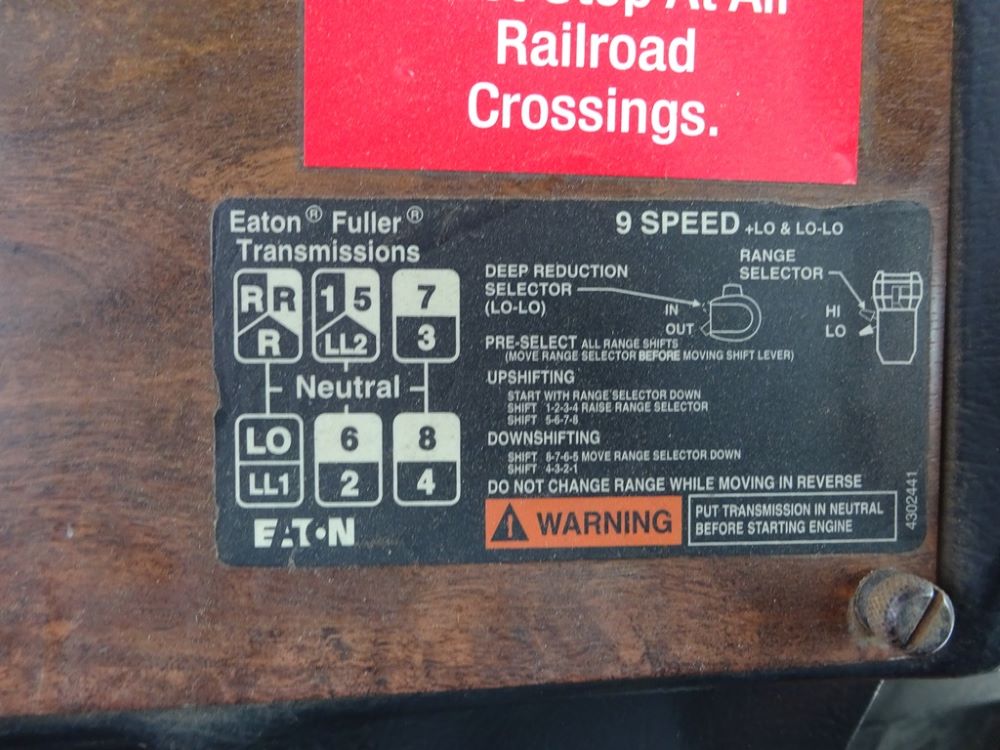 Stop At All
Railroad
Crossings.
Eaton® Fuller®
Transmissions
9 SPEED +LO & LO-LO
R R
R
1 5
LL2
7
3
Neutral
LO
LL1
6
2
8
4
EATON
DEEP REDUCTION
SELECTOR
(LO-LO)
IN
OUT
RANGE
SELECTOR
HI
LO
PRE-SELECT ALL RANGE SHIFTS
(MOVE RANGE SELECTOR BEFORE MOVING SHIFT LEVER)
UPSHIFTING
START WITH RANGE SELECTOR DOWN
SHIFT 1-2-3-4 RAISE RANGE SELECTOR
SHIFT 5-6-7-8
DOWNSHIFTING
SHIFT 8-7-6-5 MOVE RANGE SELECTOR DOWN
SHIFT 4-3-2-1
DO NOT CHANGE RANGE WHILE MOVING IN REVERSE
WARNING
PUT TRANSMISSION IN NEUTRAL
BEFORE STARTING ENGINE
4302441